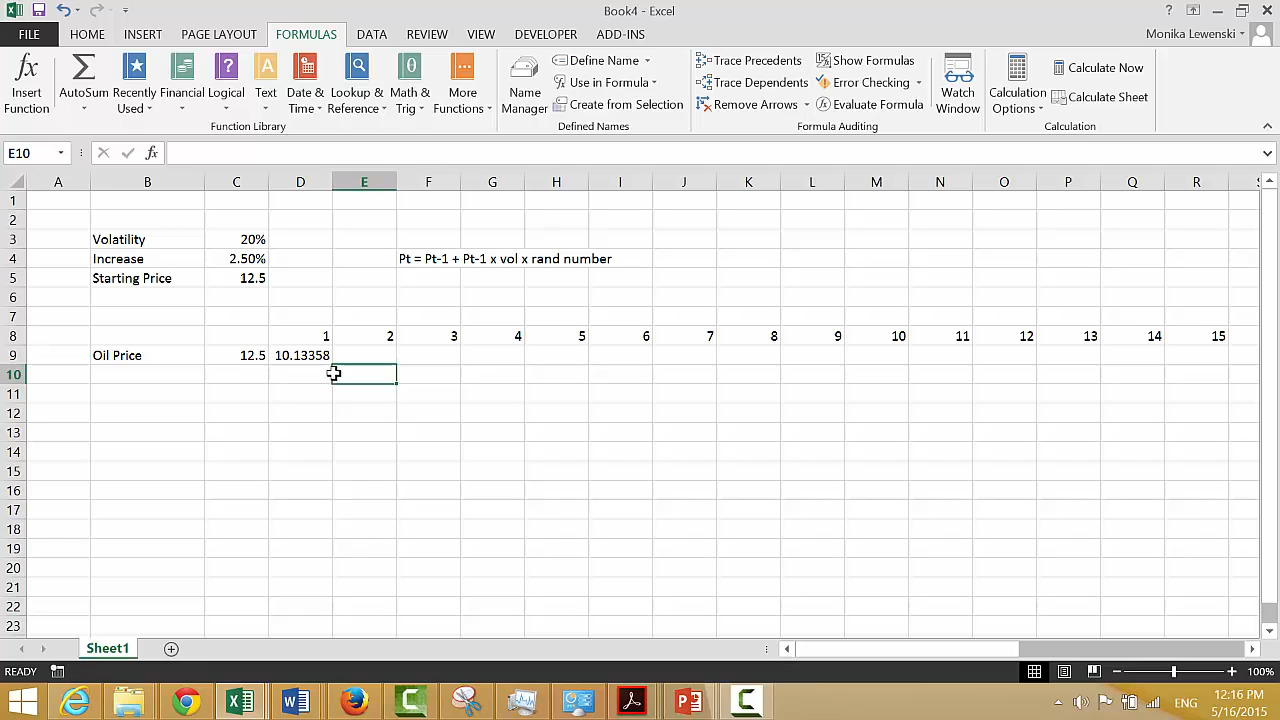 Book4 - Excel
FILE HOME INSERT PAGE LAYOUT FORMULAS DATA REVIEW VIEW DEVELOPER ADD-INS Monika Lewenski
Insert Function
AutoSum
Recently Used
Financial
Logical
Text
Date & Time
Lookup & Reference
Math & Trig
More Functions
Function Library
Name Manager
Define Name
Use in Formula
Create from Selection
Defined Names
Trace Precedents
Trace Dependents
Remove Arrows
Show Formulas
Error Checking
Evaluate Formula
Formula Auditing
Watch Window
Calculation Options
Calculate Now
Calculate Sheet
Calculation
E10 fx
A B C D E F G H I J K L M N O P Q R S
1
2
3 Volatility 20%
4 Increase 2.50% Pt = Pt-1 + Pt-1 x vol x rand number
5 Starting Price 12.5
6
7
8 1 2 3 4 5 6 7 8 9 10 11 12 13 14 15
9 Oil Price 12.5 10.13358
10
11
12
13
14
15
16
17
18
19
20
21
22
23
Sheet1
READY 100%
ENG
12:16 PM
5/16/2015